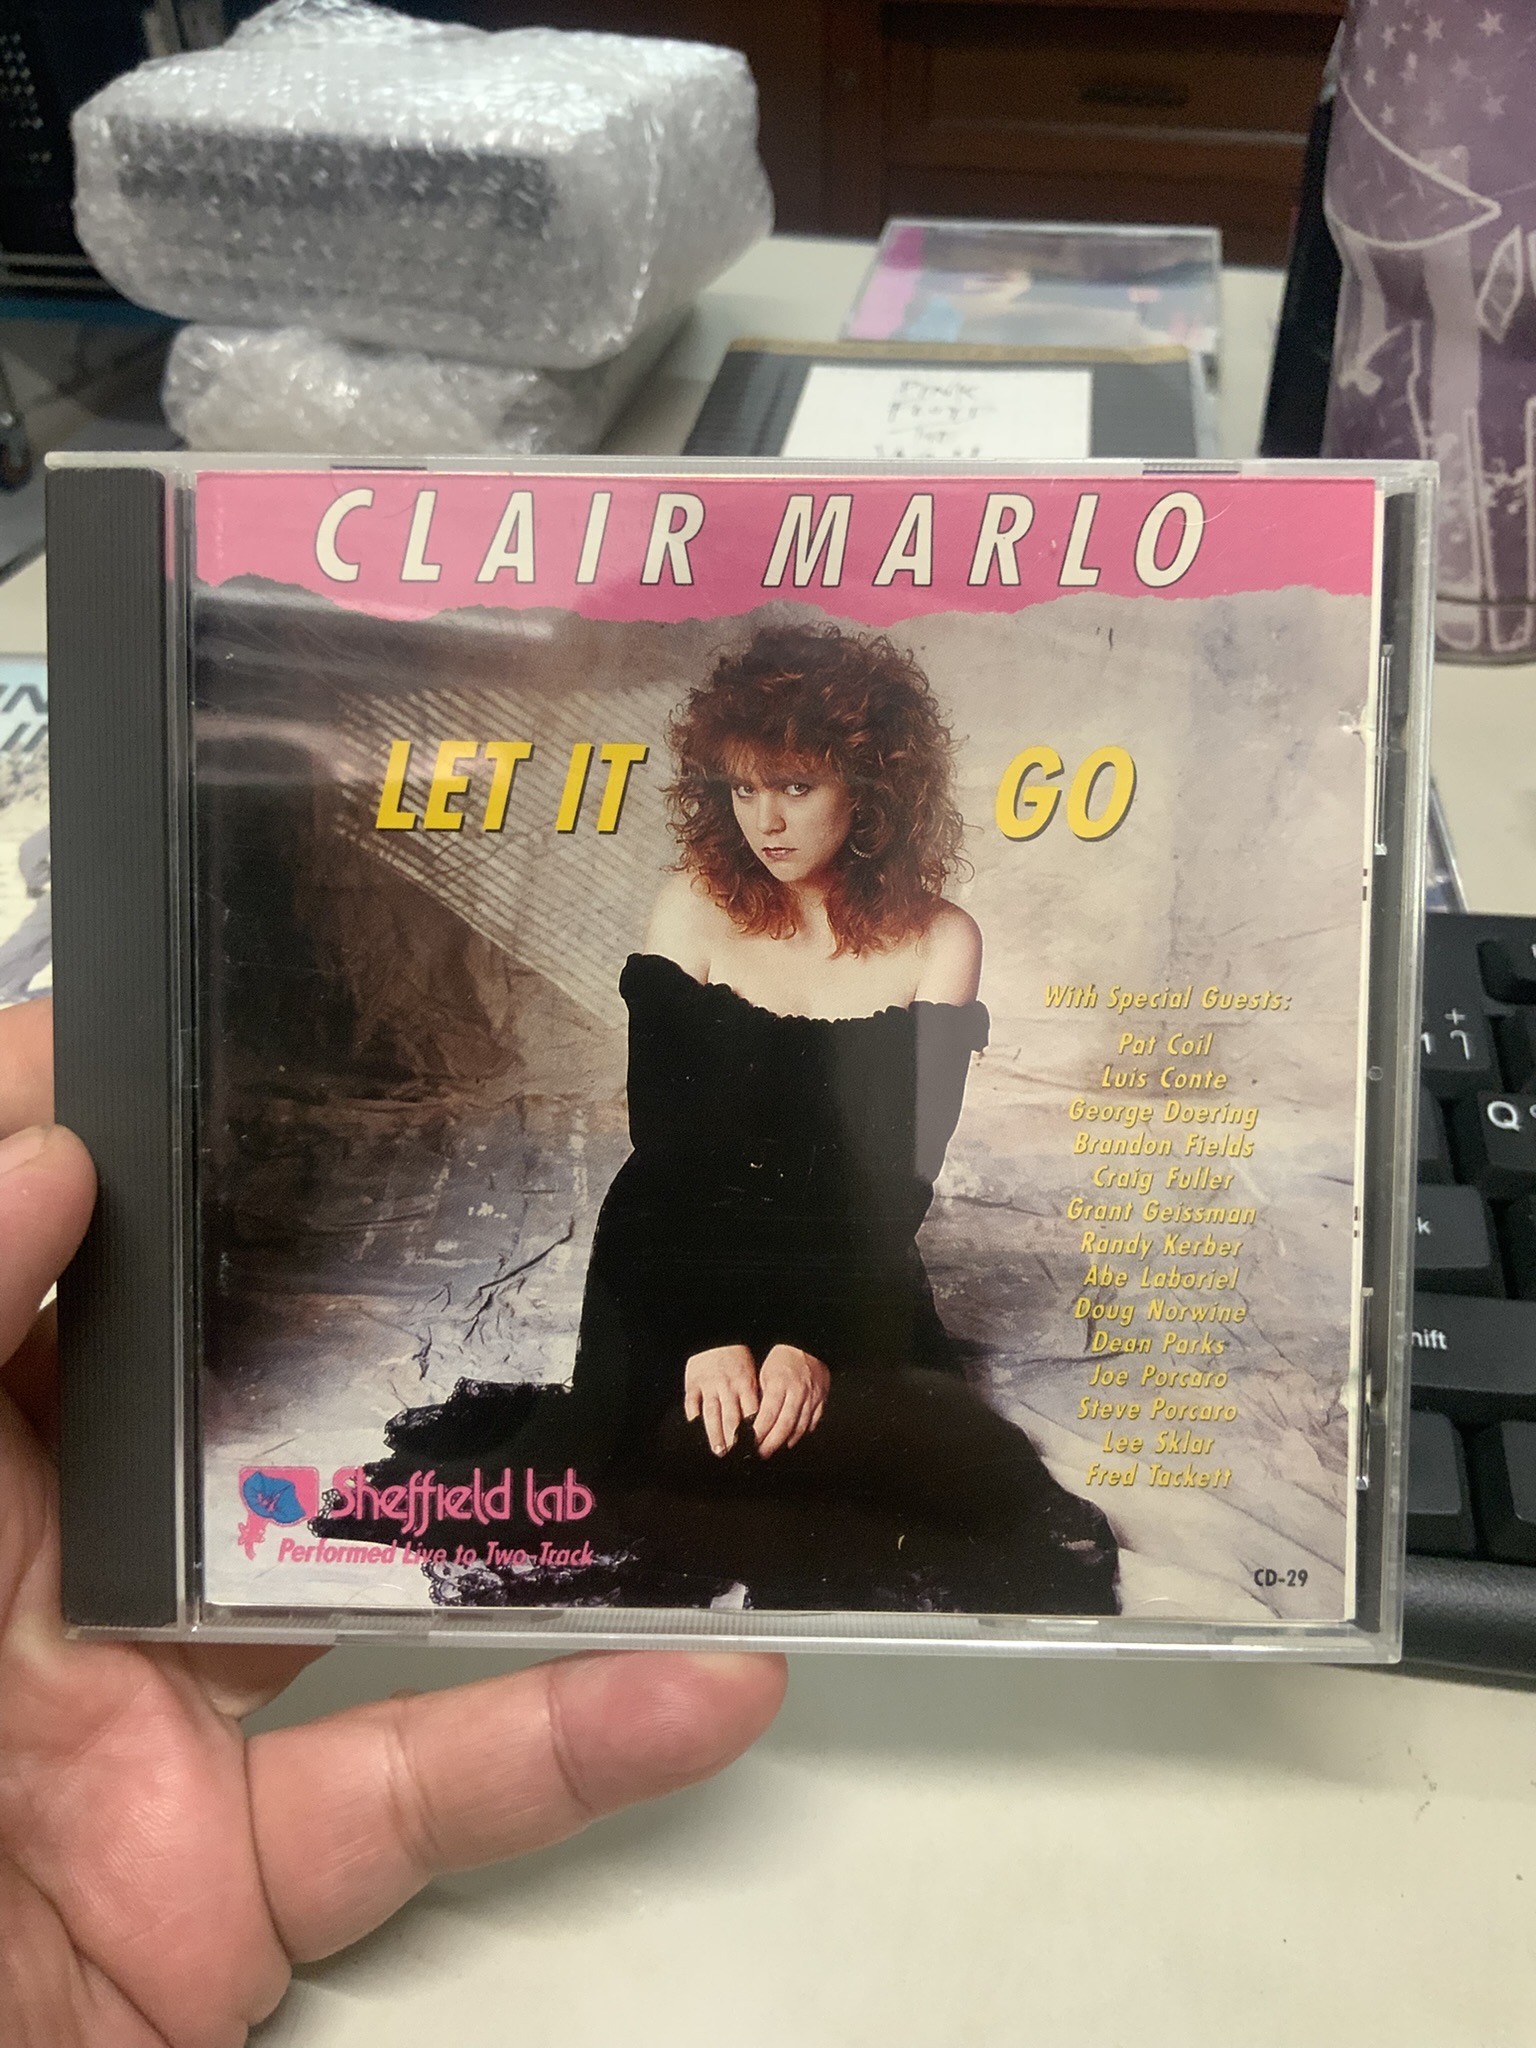 CLAIR MARLO
LET IT GO
With Special Guests:
Pat Coil
Luis Conte
George Doering
Brandon Fields
Craig Fuller
Grant Geissman
Randy Kerber
Abe Laboriel
Doug Norwine
Dean Parks
Joe Porcaro
Steve Porcaro
Lee Sklar
Fred Tackett
Sheffield Lab
Performed Live to Two-Track
CD-29
+
Q
hift